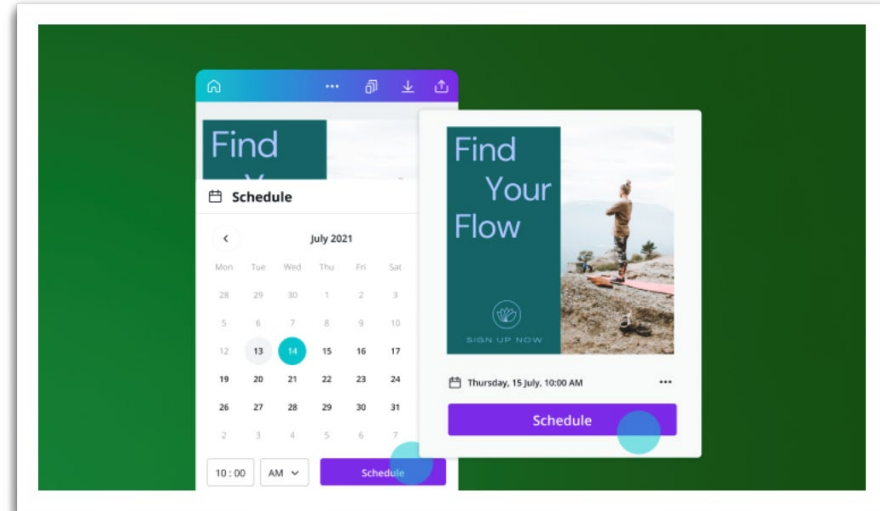 Find
Schedule
July 2021
Mon Tue Wed Thu Fri Sat
28 29 30 1 2 3
5 6 7 8 9 10
12 13 14 15 16 17
19 20 21 22 23 24
26 27 28 29 30 31
2 3 4 5 6 7
10 : 00 AM Schedule
Find
Your
Flow
SIGN UP NOW
Thursday, 15 July, 10:00 AM
Schedule